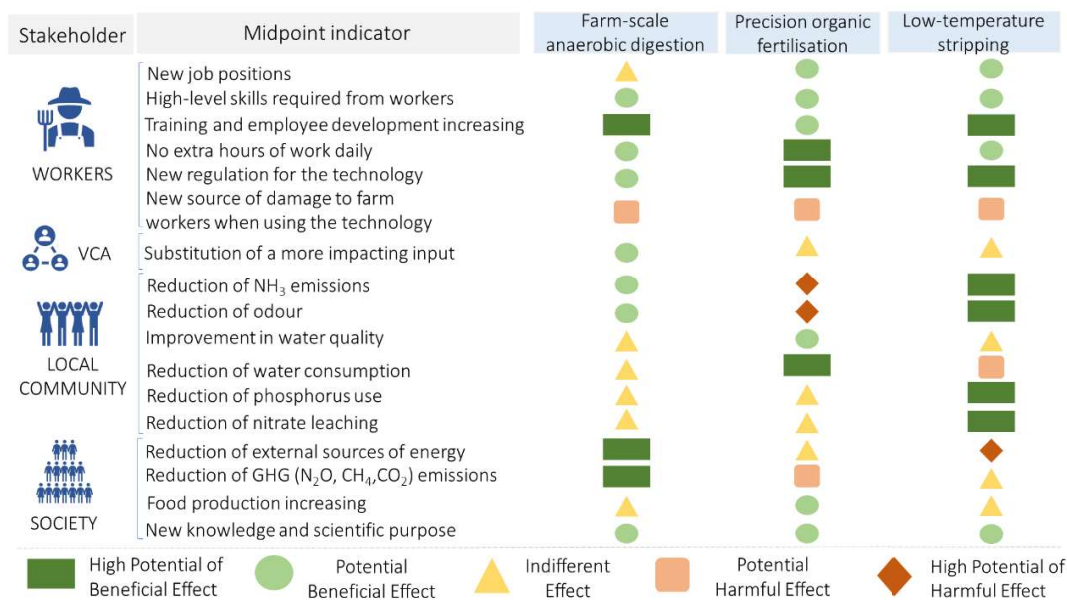 Stakeholder
Midpoint indicator
Farm-scale
anaerobic digestion
Precision organic
fertilisation
Low-temperature
stripping
WORKERS
New job positions
High-level skills required from workers
Training and employee development increasing
No extra hours of work daily
New regulation for the technology
New source of damage to farm
workers when using the technology
VCA
Substitution of a more impacting input
LOCAL
COMMUNITY
Reduction of NH₃ emissions
Reduction of odour
Improvement in water quality
Reduction of water consumption
Reduction of phosphorus use
Reduction of nitrate leaching
SOCIETY
Reduction of external sources of energy
Reduction of GHG (N₂O, CH₄,CO₂) emissions
Food production increasing
New knowledge and scientific purpose
High Potential of
Beneficial Effect
Potential
Beneficial Effect
Indifferent
Effect
Potential
Harmful Effect
High Potential of
Harmful Effect